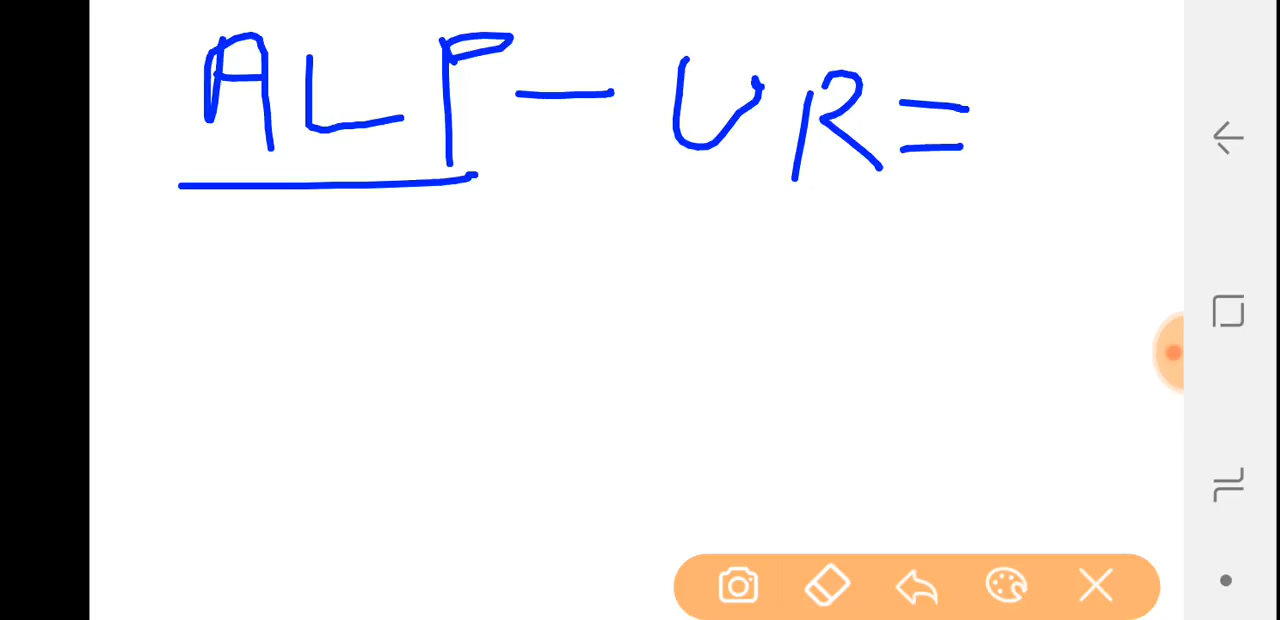 ALP - UR =